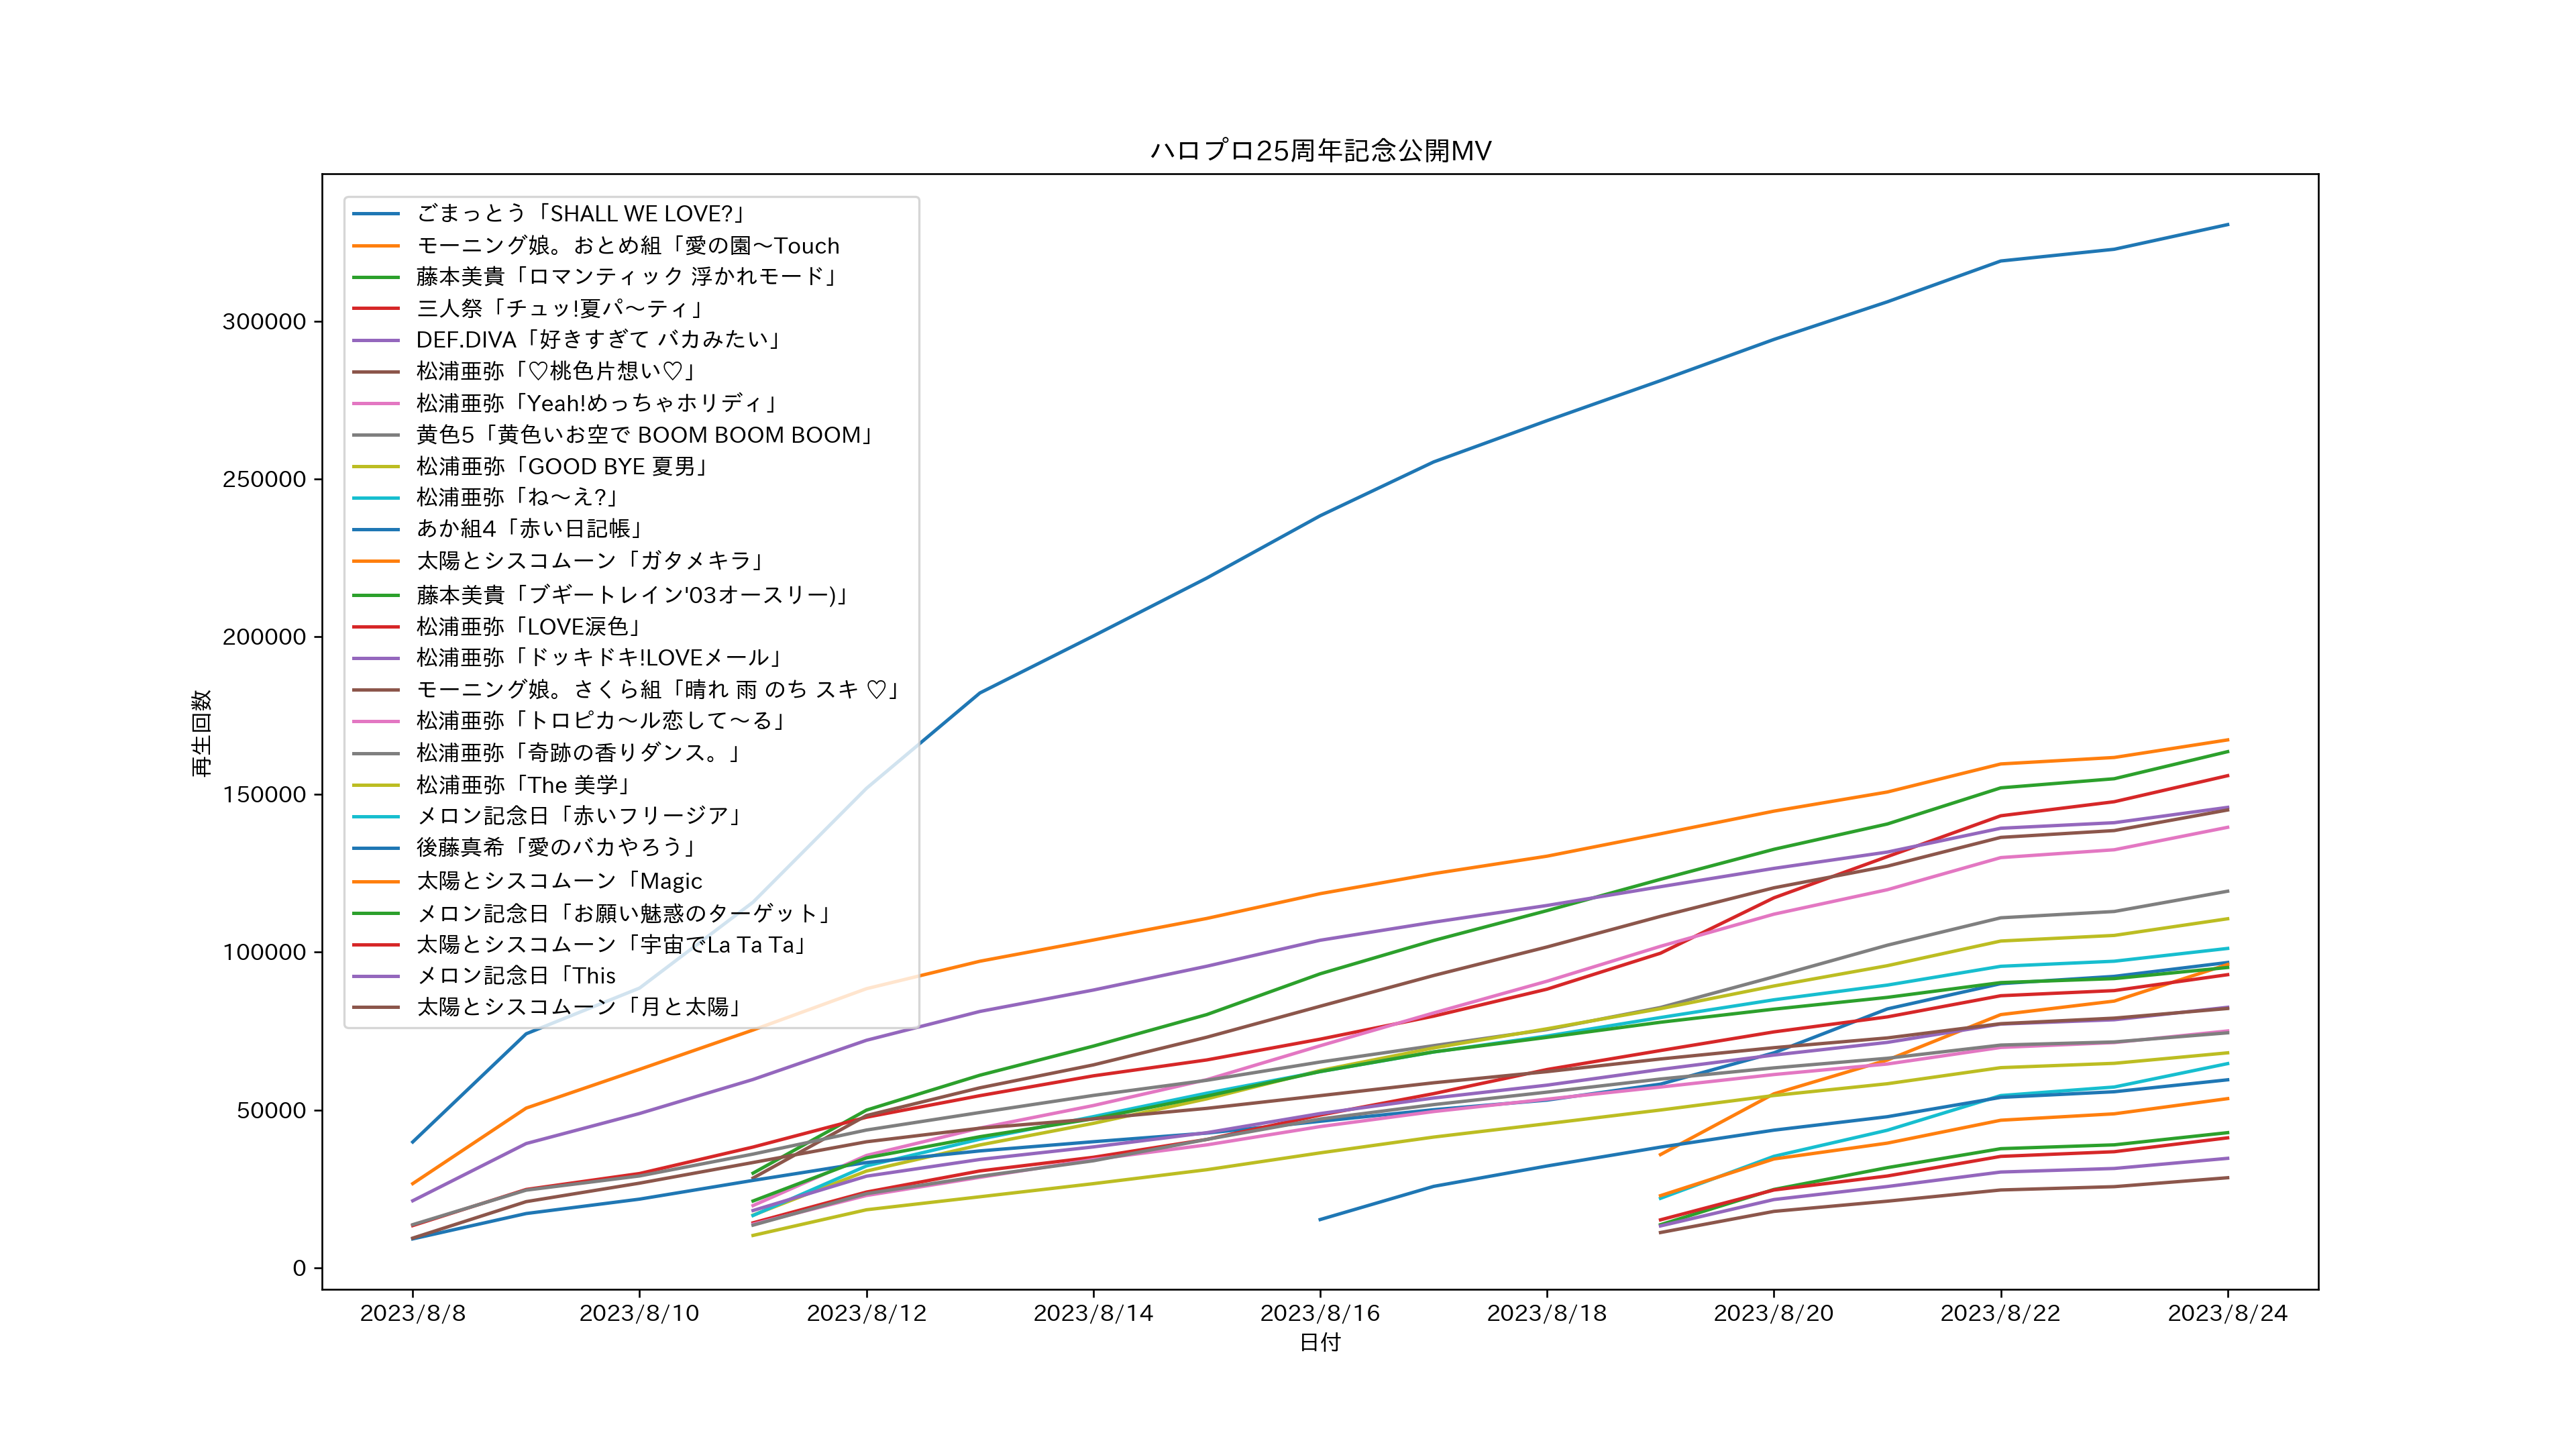 ハロプロ25周年記念公開MV
ごまっとう「SHALL WE LOVE?」
モーニング娘。おとめ組「愛の園〜Touch
藤本美貴「ロマンティック 浮かれモード」
三人祭「チュッ!夏パ〜ティ」
DEF.DIVA「好きすぎて バカみたい」
松浦亜弥「♡桃色片想い♡」
松浦亜弥「Yeah!めっちゃホリディ」
黄色5「黄色いお空で BOOM BOOM BOOM」
松浦亜弥「GOOD BYE 夏男」
松浦亜弥「ね〜え?」
あか組4「赤い日記帳」
太陽とシスコムーン「ガタメキラ」
藤本美貴「ブギートレイン'03オースリー)」
松浦亜弥「LOVE涙色」
松浦亜弥「ドッキドキ!LOVEメール」
モーニング娘。さくら組「晴れ 雨 のち スキ ♡」
松浦亜弥「トロピカ〜ル恋して〜る」
松浦亜弥「奇跡の香りダンス。」
松浦亜弥「The 美学」
メロン記念日「赤いフリージア」
後藤真希「愛のバカやろう」
太陽とシスコムーン「Magic
メロン記念日「お願い魅惑のターゲット」
太陽とシスコムーン「宇宙でLa Ta Ta」
メロン記念日「This
太陽とシスコムーン「月と太陽」
再生回数
300000
250000
200000
150000
100000
50000
0
2023/8/8
2023/8/10
2023/8/12
2023/8/14
2023/8/16
2023/8/18
2023/8/20
2023/8/22
2023/8/24
日付